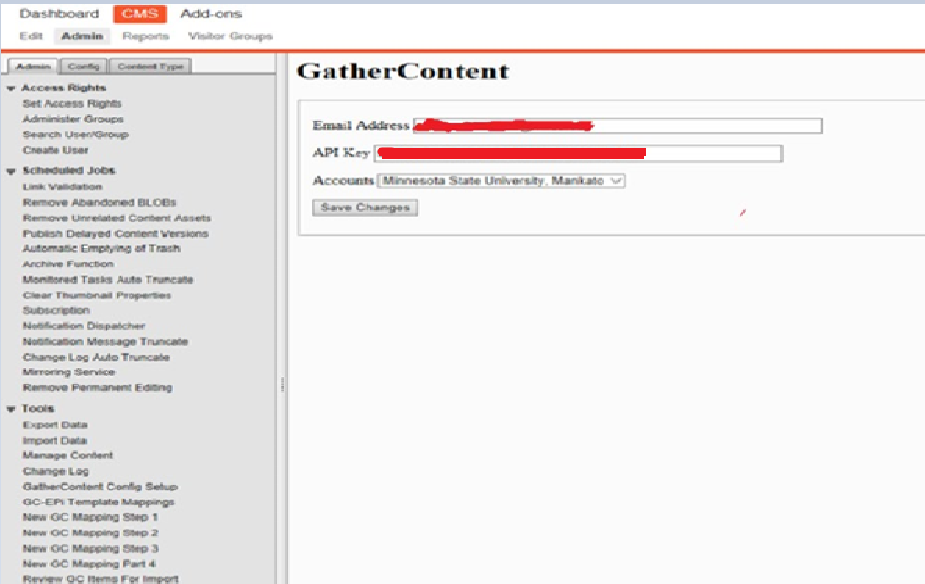 Dashboard CMS Add-ons
Edit Admin Reports Visitor Groups
Admin Config Content Type
Access Rights
Set Access Rights
Administer Groups
Search User/Group
Create User
Scheduled Jobs
Link Validation
Remove Abandoned BLOBs
Remove Unrelated Content Assets
Publish Delayed Content Versions
Automatic Emptying of Trash
Archive Function
Monitored Tasks Auto Truncate
Clear Thumbnail Properties
Subscription
Notification Dispatcher
Notification Message Truncate
Change Log Auto Truncate
Mirroring Service
Remove Permanent Editing
Tools
Export Data
Import Data
Manage Content
Change Log
GatherContent Config Setup
GC-EPI Template Mappings
New GC Mapping Step 1
New GC Mapping Step 2
New GC Mapping Step 3
New GC Mapping Part 4
Review GC Items For Import
GatherContent
Email Address
API Key
Accounts Minnesota State University, Mankato
Save Changes